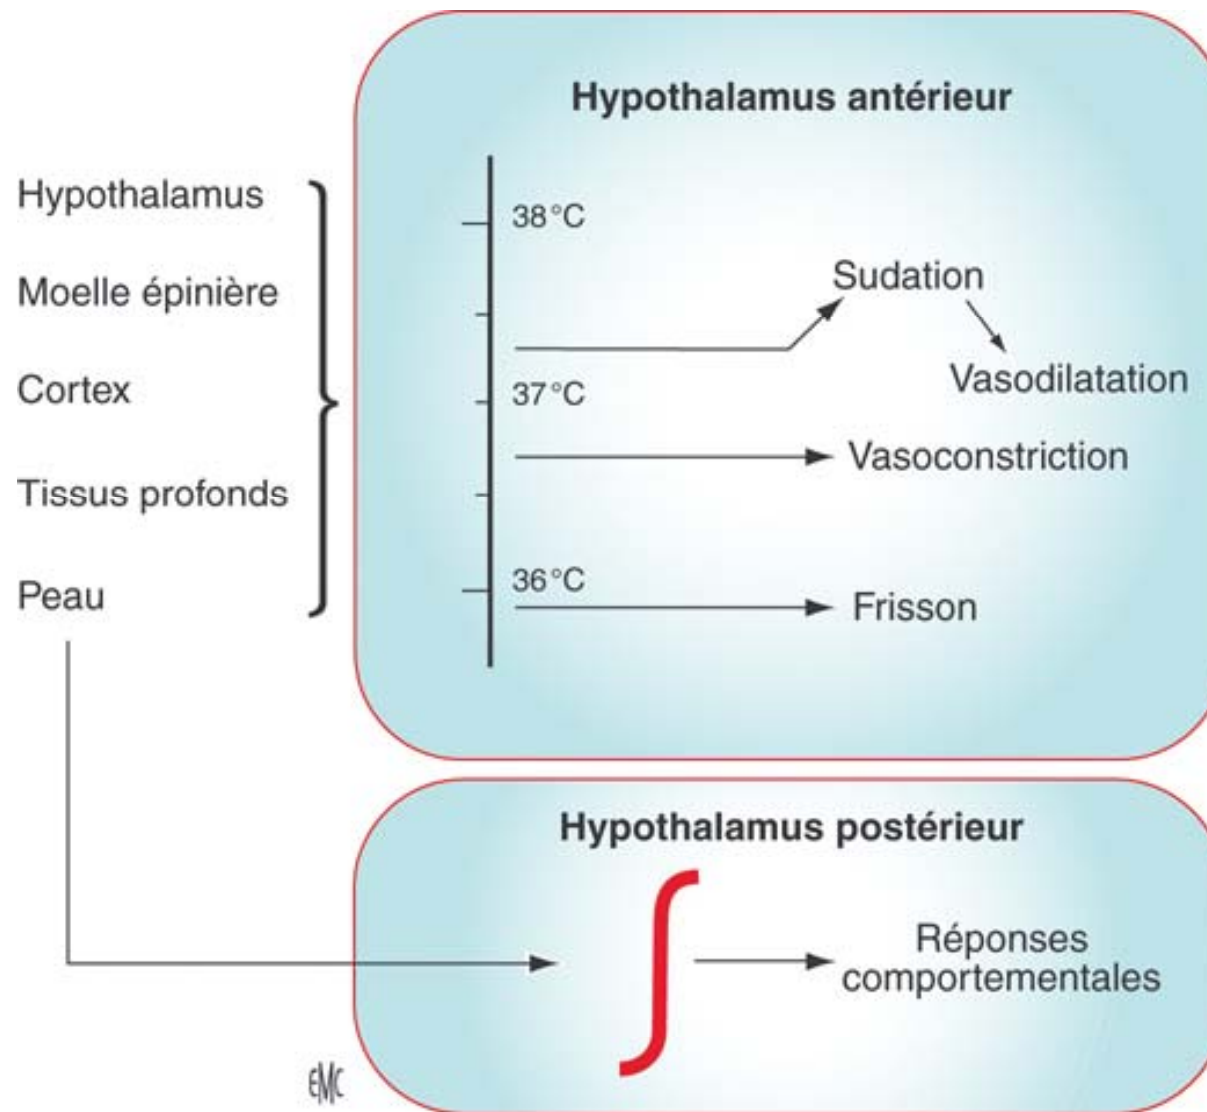 Hypothalamus antérieur
Hypothalamus
Moelle épinière
Cortex
Tissus profonds
Peau
38°C
37°C
36°C
Sudation
Vasodilatation
Vasoconstriction
Frisson
Hypothalamus postérieur
Réponses
comportementales
EMC